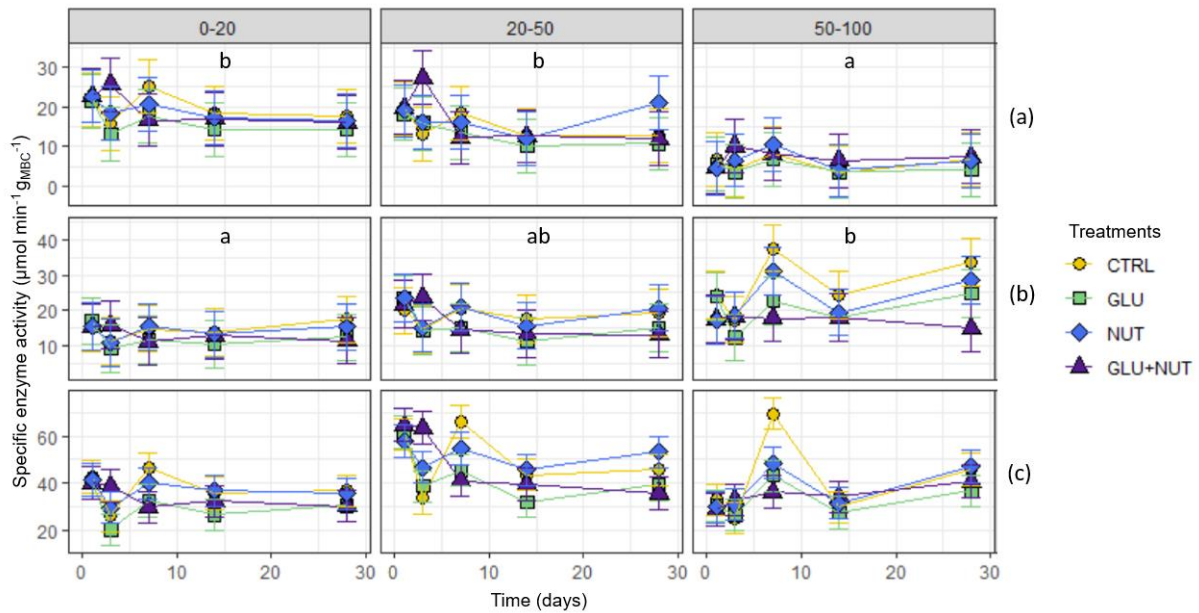 0-20 20-50 50-100
b b a
30
20
10
0
(a)
a ab b
40
30
20
10
(b)
60
40
20
(c)
0 10 20 30 0 10 20 30 0 10 20 30
Time (days)
Specific enzyme activity (µmol min⁻¹ gMBC⁻¹)
Treatments
CTRL
GLU
NUT
GLU+NUT